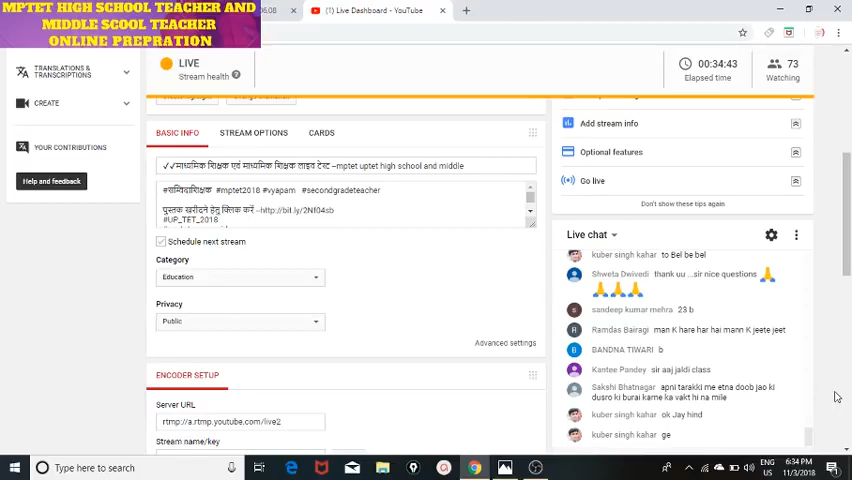 MPTET HIGH SCHOOL TEACHER AND
MIDDLE SCOOL TEACHER
ONLINE PREPRATION
06.08
(1) Live Dashboard - YouTube
TRANSLATIONS &
TRANSCRIPTIONS
CREATE
YOUR CONTRIBUTIONS
Help and feedback
LIVE
Stream health
00:34:43
Elapsed time
73
Watching
BASIC INFO
STREAM OPTIONS
CARDS
✓✓माध्यमिक शिक्षक एवं माध्यमिक शिक्षक लाइव टेस्ट –mptet uptet high school and middle
#संविदाशिक्षक #mptet2018 #vyapam #secondgradeteacher
पुस्तक खरीदने हेतु क्लिक करें --http://bit.ly/2Nf04sb
#UP_TET_2018
Schedule next stream
Category
Education
Privacy
Public
Advanced settings
ENCODER SETUP
Server URL
rtmp://a.rtmp.youtube.com/live2
Stream name/key
Add stream info
Optional features
Go live
Don't show these tips again
Live chat
kuber singh kahar to Bel be bel
Shweta Dwivedi thank uu ...sir nice questions 🙏
🙏🙏🙏
sandeep kumar mehra 23 b
Ramdas Bairagi man K hare har hai mann K jeete jeet
BANDNA TIWARI b
Kantee Pandey sir aaj jaldi class
Sakshi Bhatnagar apni tarakki me etna doob jao ki
dusro ki burai karne ka vakt hi na mile
kuber singh kahar ok Jay hind
kuber singh kahar ge
Type here to search
ENG
US
6:34 PM
11/3/2018